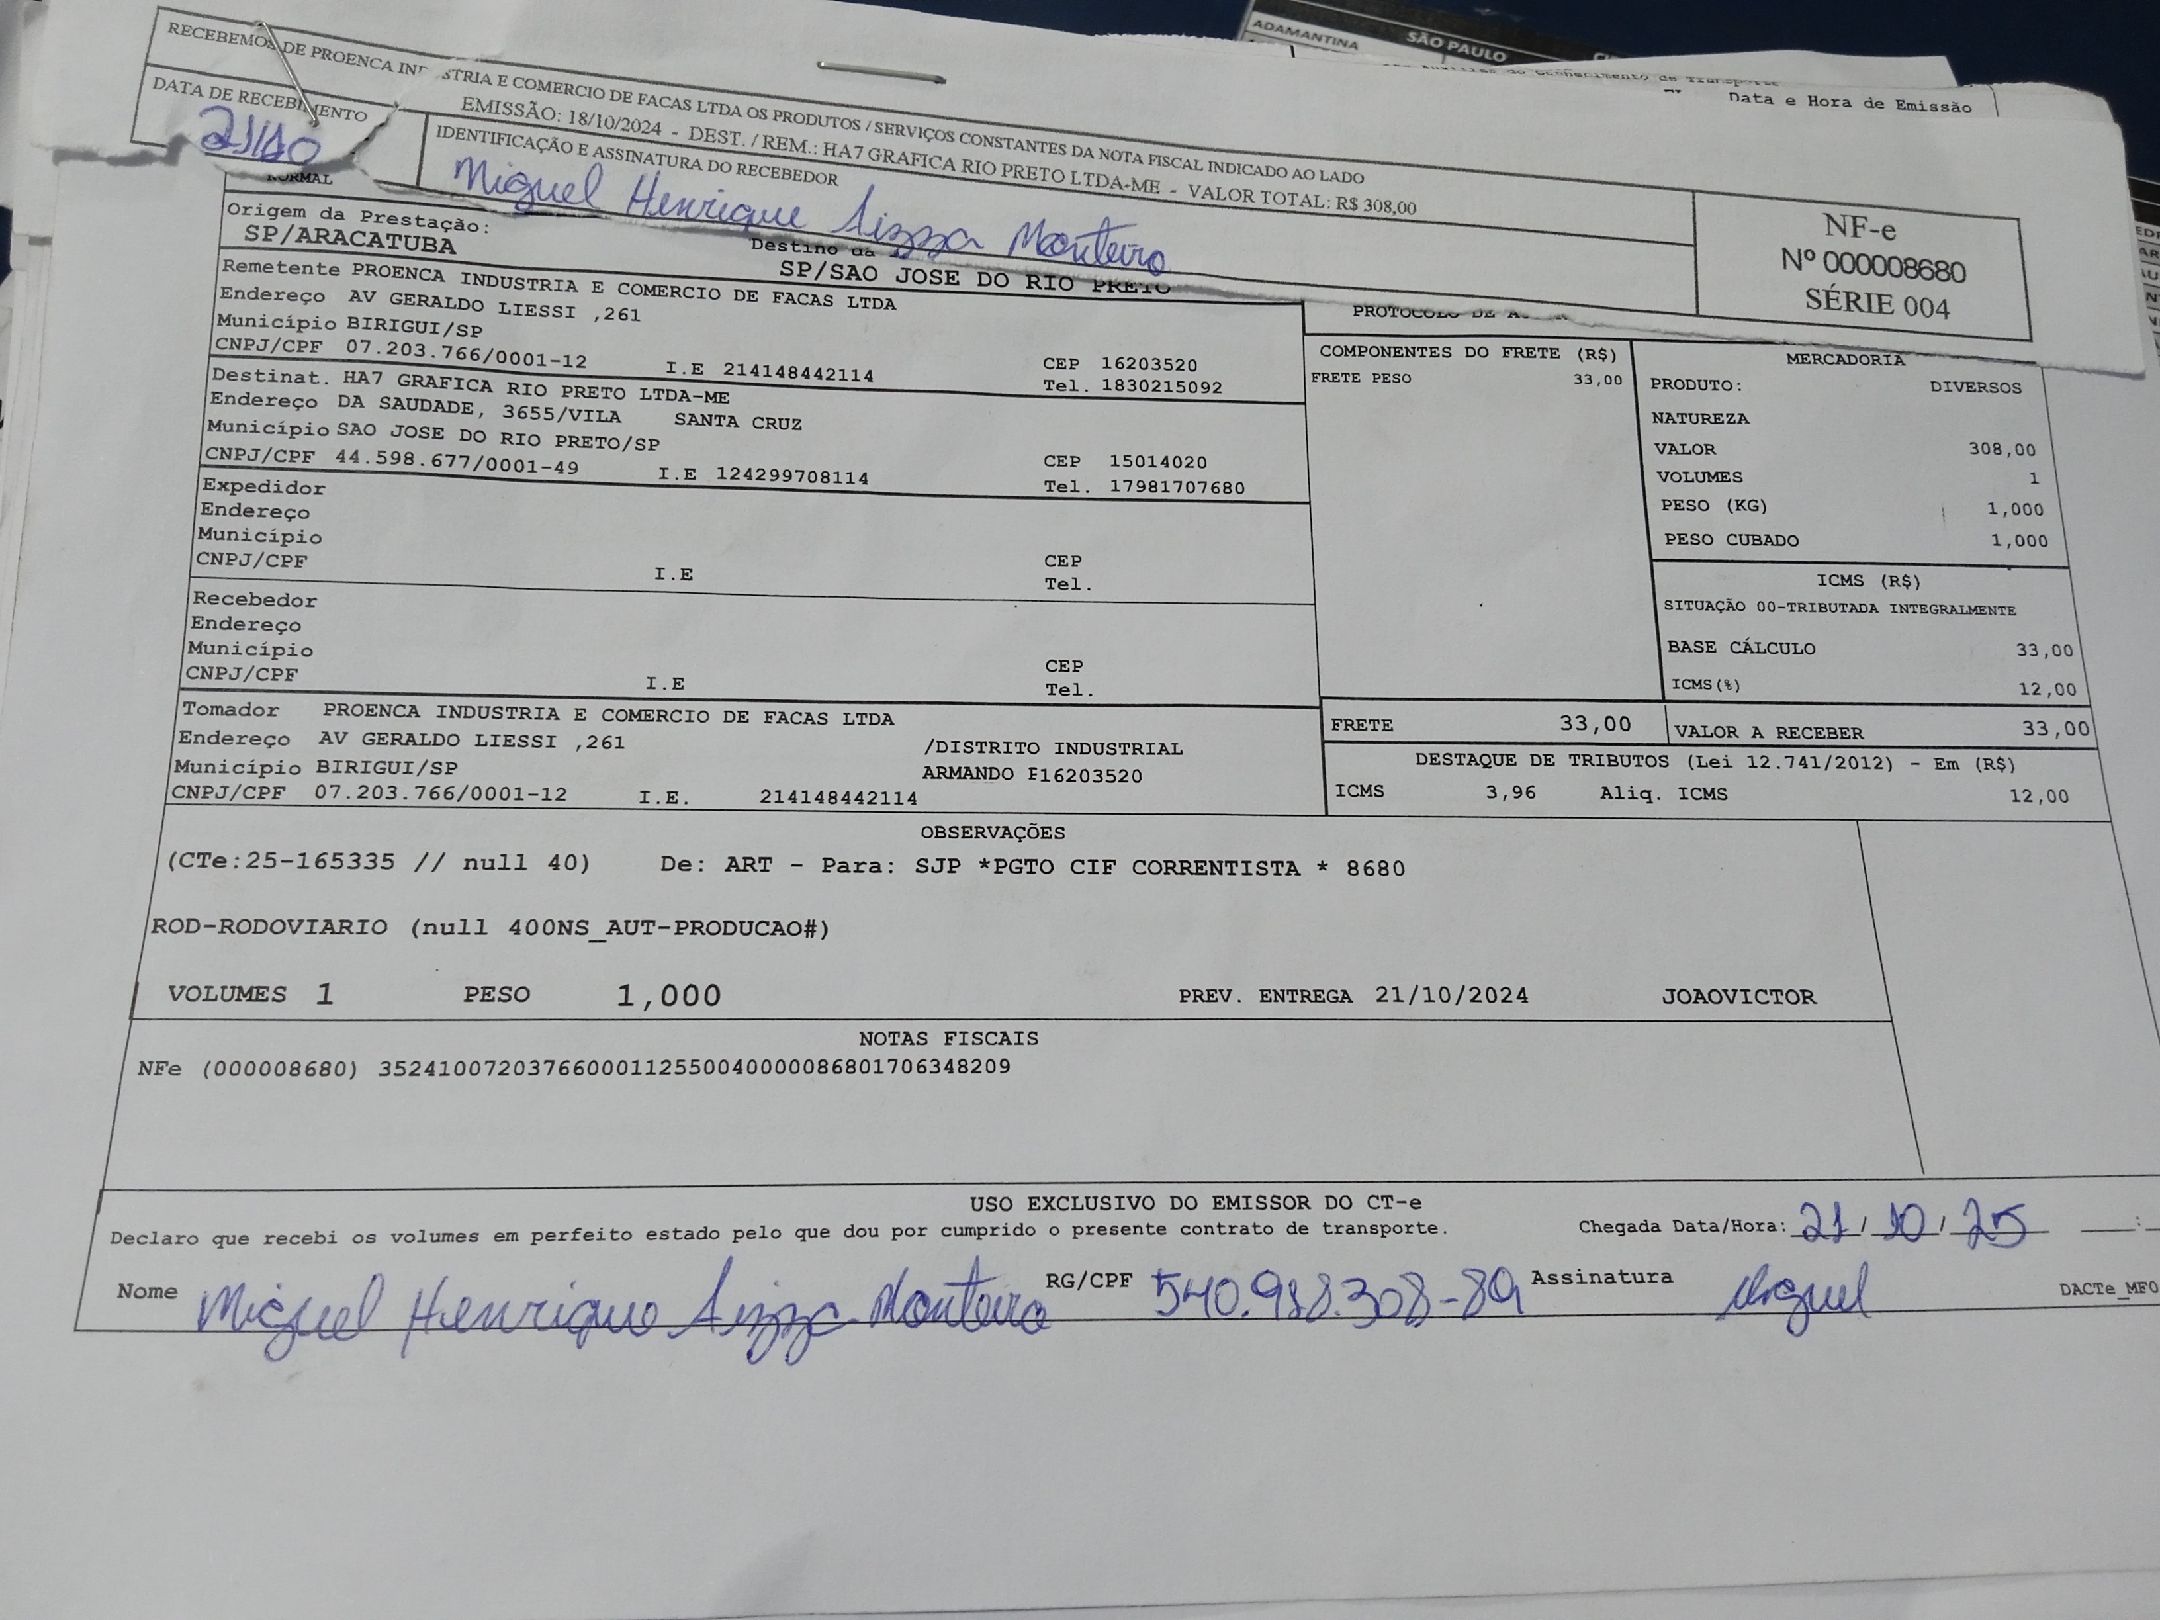 ADAMANTINA SÃO PAULO
Data e Hora de Emissão
RECEBEMOS DE PROENCA INDUSTRIA E COMERCIO DE FACAS LTDA OS PRODUTOS / SERVIÇOS CONSTANTES DA NOTA FISCAL INDICADO AO LADO
EMISSÃO: 18/10/2024 - DEST. / REM.: HA7 GRAFICA RIO PRETO LTDA-ME - VALOR TOTAL: R$ 308,00
DATA DE RECEBIMENTO
21/10
IDENTIFICAÇÃO E ASSINATURA DO RECEBEDOR
Miguel Henrique Monteiro
NF-e
Nº 000008680
SÉRIE 004
NORMAL
Origem da Prestação:
SP/ARACATUBA
Destino da
SP/SAO JOSE DO RIO PRETO
Remetente PROENCA INDUSTRIA E COMERCIO DE FACAS LTDA
Endereço AV GERALDO LIESSI ,261
Município BIRIGUI/SP CEP 16203520
CNPJ/CPF 07.203.766/0001-12 I.E 214148442114 Tel. 1830215092
Destinat. HA7 GRAFICA RIO PRETO LTDA-ME
Endereço DA SAUDADE, 3655/VILA SANTA CRUZ
Município SAO JOSE DO RIO PRETO/SP CEP 15014020
CNPJ/CPF 44.598.677/0001-49 I.E 124299708114 Tel. 17981707680
Expedidor
Endereço
Município CEP
CNPJ/CPF I.E Tel.
Recebedor
Endereço
Município CEP
CNPJ/CPF I.E Tel.
Tomador PROENCA INDUSTRIA E COMERCIO DE FACAS LTDA
Endereço AV GERALDO LIESSI ,261 /DISTRITO INDUSTRIAL
Município BIRIGUI/SP ARMANDO F16203520
CNPJ/CPF 07.203.766/0001-12 I.E. 214148442114
PROTOCOLO DE
COMPONENTES DO FRETE (R$)
FRETE PESO 33,00
MERCADORIA
PRODUTO: DIVERSOS
NATUREZA
VALOR 308,00
VOLUMES 1
PESO (KG) 1,000
PESO CUBADO 1,000
ICMS (R$)
SITUAÇÃO 00-TRIBUTADA INTEGRALMENTE
BASE CÁLCULO 33,00
ICMS(%) 12,00
FRETE 33,00 VALOR A RECEBER 33,00
DESTAQUE DE TRIBUTOS (Lei 12.741/2012) - Em (R$)
ICMS 3,96 Aliq. ICMS 12,00
OBSERVAÇÕES
(CTe:25-165335 // null 40) De: ART - Para: SJP *PGTO CIF CORRENTISTA * 8680
ROD-RODOVIARIO (null 400NS_AUT-PRODUCAO#)
VOLUMES 1 PESO 1,000 PREV. ENTREGA 21/10/2024 JOAOVICTOR
NOTAS FISCAIS
NFe (000008680) 35241007203766000112550040000086801706348209
USO EXCLUSIVO DO EMISSOR DO CT-e
Declaro que recebi os volumes em perfeito estado pelo que dou por cumprido o presente contrato de transporte. Chegada Data/Hora: 21/10/25 :
Nome Miguel Henrique Monteiro RG/CPF 540.988.308-89 Assinatura Miguel
DACTe_MF0